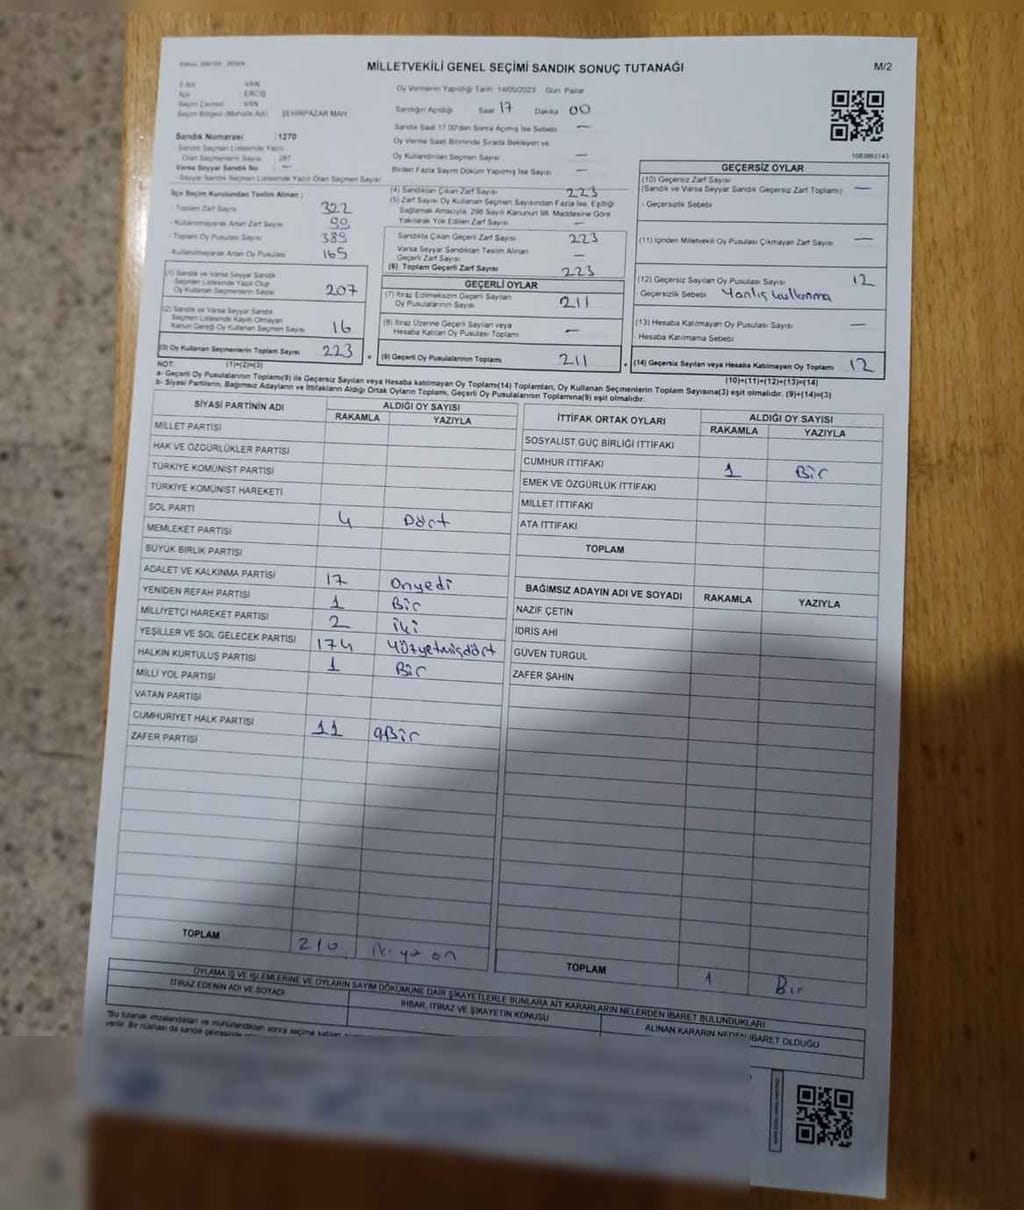 MİLLETVEKİLİ GENEL SEÇİMİ SANDIK SONUÇ TUTANAĞI
M/2
İli Adı VAN
İlçe ERCİŞ
Seçim Çevresi VAN
Seçim Bölgesi (Mahalle Adı) ŞEHİRPAZAR MAH
Sandık Numarası 1270
Sandık Seçmen Listesinde Yazılı
Olan Seçmenlerin Sayısı : 287
Varsa Seyyar Sandık No —
Seyyar Sandık Listesinde Yazılı Olan Seçmen Sayısı
İlçe Seçim Kurulundan Teslim Alınan ;
- Toplam Zarf Sayısı 322
- Kullanılmayarak Artan Zarf Sayısı 99
- Toplam Oy Pusulası Sayısı 389
- Kullanılmayarak Artan Oy Pusulası 165
(1) Sandık ve Varsa Seyyar Sandık
Seçmen Listesinde Yazılı Olup
Oy Kullanan Seçmenlerin Sayısı 207
(2) Sandık ve Varsa Seyyar Sandık
Seçmen Listesinde Kaydı Olmayan
Kanun Gereği Oy Kullanan Seçmen Sayısı 16
(3) Oy Kullanan Seçmenlerin Toplam Sayısı 223
(1)+(2)=(3)
Oy Vermenin Yapıldığı Tarih 14/05/2023 Gün Pazar
Sandığın Açıldığı Saat 17 Dakika 00
Sandık Saat 17.00'den Sonra Açılmış İse Sebebi —
Oy Verme Saati Bitiminde Sırada Bekleyen ve
Oy Kullandırılan Seçmen Sayısı —
Birden Fazla Sayım Döküm Yapılmış İse Sayısı —
(4) Sandıktan Çıkan Zarf Sayısı 223
(5) Zarf Sayısı Oy Kullanan Seçmen Sayısından Fazla İse, Eşitliği
Sağlamak Amacıyla, 298 Sayılı Kanunun 98. Maddesine Göre
Yakılarak Yok Edilen Zarf Sayısı —
Sandıkta Çıkan Geçerli Zarf Sayısı 223
Varsa Seyyar Sandıktan Teslim Alınan
Geçerli Zarf Sayısı —
(6) Toplam Geçerli Zarf Sayısı 223
GEÇERLİ OYLAR
(7) İtiraz Edilmeksizin Geçerli Sayılan
Oy Pusulalarının Sayısı 211
(8) İtiraz Üzerine Geçerli Sayılan veya
Hesaba Katılan Oy Pusulası Toplamı —
(9) Geçerli Oy Pusulalarının Toplamı 211
1083803143
GEÇERSİZ OYLAR
(10) Geçersiz Zarf Sayısı
(Sandık ve Varsa Seyyar Sandık Geçersiz Zarf Toplamı) —
- Geçersizlik Sebebi
(11) İçinden Milletvekili Oy Pusulası Çıkmayan Zarf Sayısı —
(12) Geçersiz Sayılan Oy Pusulası Sayısı 12
Geçersizlik Sebebi Yanlış kullanma
(13) Hesaba Katılmayan Oy Pusulası Sayısı —
- Hesaba Katılmama Sebebi
(14) Geçersiz Sayılan veya Hesaba Katılmayan Oy Toplamı 12
(10)+(11)+(12)+(13)=(14)
NOT:
a- Geçerli Oy Pusulalarının Toplamı(9) ile Geçersiz Sayılan veya Hesaba katılmayan Oy Toplamı(14) Toplamları, Oy Kullanan Seçmenlerin Toplam Sayısına(3) eşit olmalıdır. (9)+(14)=(3)
b- Siyasi Partilerin, Bağımsız Adayların ve İttifakların Aldığı Ortak Oyların Toplamı, Geçerli Oy Pusulalarının Toplamına(9) eşit olmalıdır.
SİYASİ PARTİNİN ADI ALDIĞI OY SAYISI
RAKAMLA YAZIYLA
MİLLET PARTİSİ
HAK VE ÖZGÜRLÜKLER PARTİSİ
TÜRKİYE KOMÜNİST PARTİSİ
TÜRKİYE KOMÜNİST HAREKETİ
SOL PARTİ
MEMLEKET PARTİSİ 4 Dört
BÜYÜK BİRLİK PARTİSİ
ADALET VE KALKINMA PARTİSİ 17 Onyedi
YENİDEN REFAH PARTİSİ 1 Bir
MİLLİYETÇİ HAREKET PARTİSİ 2 iki
YEŞİLLER VE SOL GELECEK PARTİSİ 174 Yüzyetmişdört
HALKIN KURTULUŞ PARTİSİ 1 Bir
MİLLİ YOL PARTİSİ
VATAN PARTİSİ
CUMHURİYET HALK PARTİSİ 11
ZAFER PARTİSİ
TOPLAM 210
İTTİFAK ORTAK OYLARI ALDIĞI OY SAYISI
RAKAMLA YAZIYLA
SOSYALİST GÜÇ BİRLİĞİ İTTİFAKI
CUMHUR İTTİFAKI 1 Bir
EMEK VE ÖZGÜRLÜK İTTİFAKI
MİLLET İTTİFAKI
ATA İTTİFAKI
TOPLAM
BAĞIMSIZ ADAYIN ADI VE SOYADI RAKAMLA YAZIYLA
NAZİF ÇETİN
İDRİS AHİ
GÜVEN TURGUL
ZAFER ŞAHİN
TOPLAM 1 Bir
OYLAMA İŞ VE İŞLEMLERİNE VE OYLARIN SAYIM DÖKÜMÜNE DAİR ŞİKAYETLERLE BUNLARA AİT KARARLARIN NELERDEN İBARET BULUNDUKLARI
İTİRAZ EDENİN ADI VE SOYADI
İHBAR, İTİRAZ VE ŞİKAYETİN KONUSU
ALINAN KARARIN NEDEN İBARET OLDUĞU
"Bu tutanak imzalandıktan ve mühürlendikten sonra seçime katılan